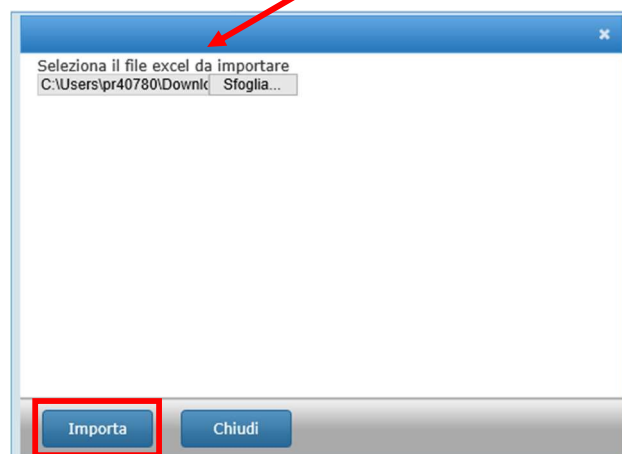 Seleziona il file excel da importare
C:\Users\pr40780\Downlo Sfoglia...
Importa Chiudi